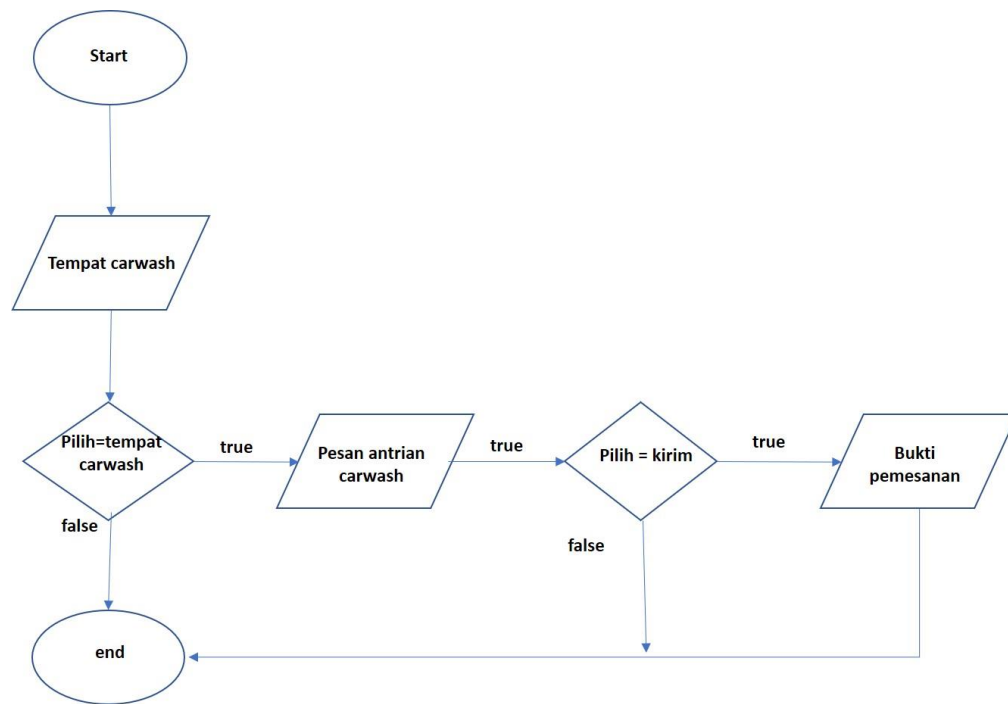 Start
Tempat carwash
Pilih=tempat
carwash
true
Pesan antrian
carwash
true
Pilih = kirim
true
Bukti
pemesanan
false
false
end